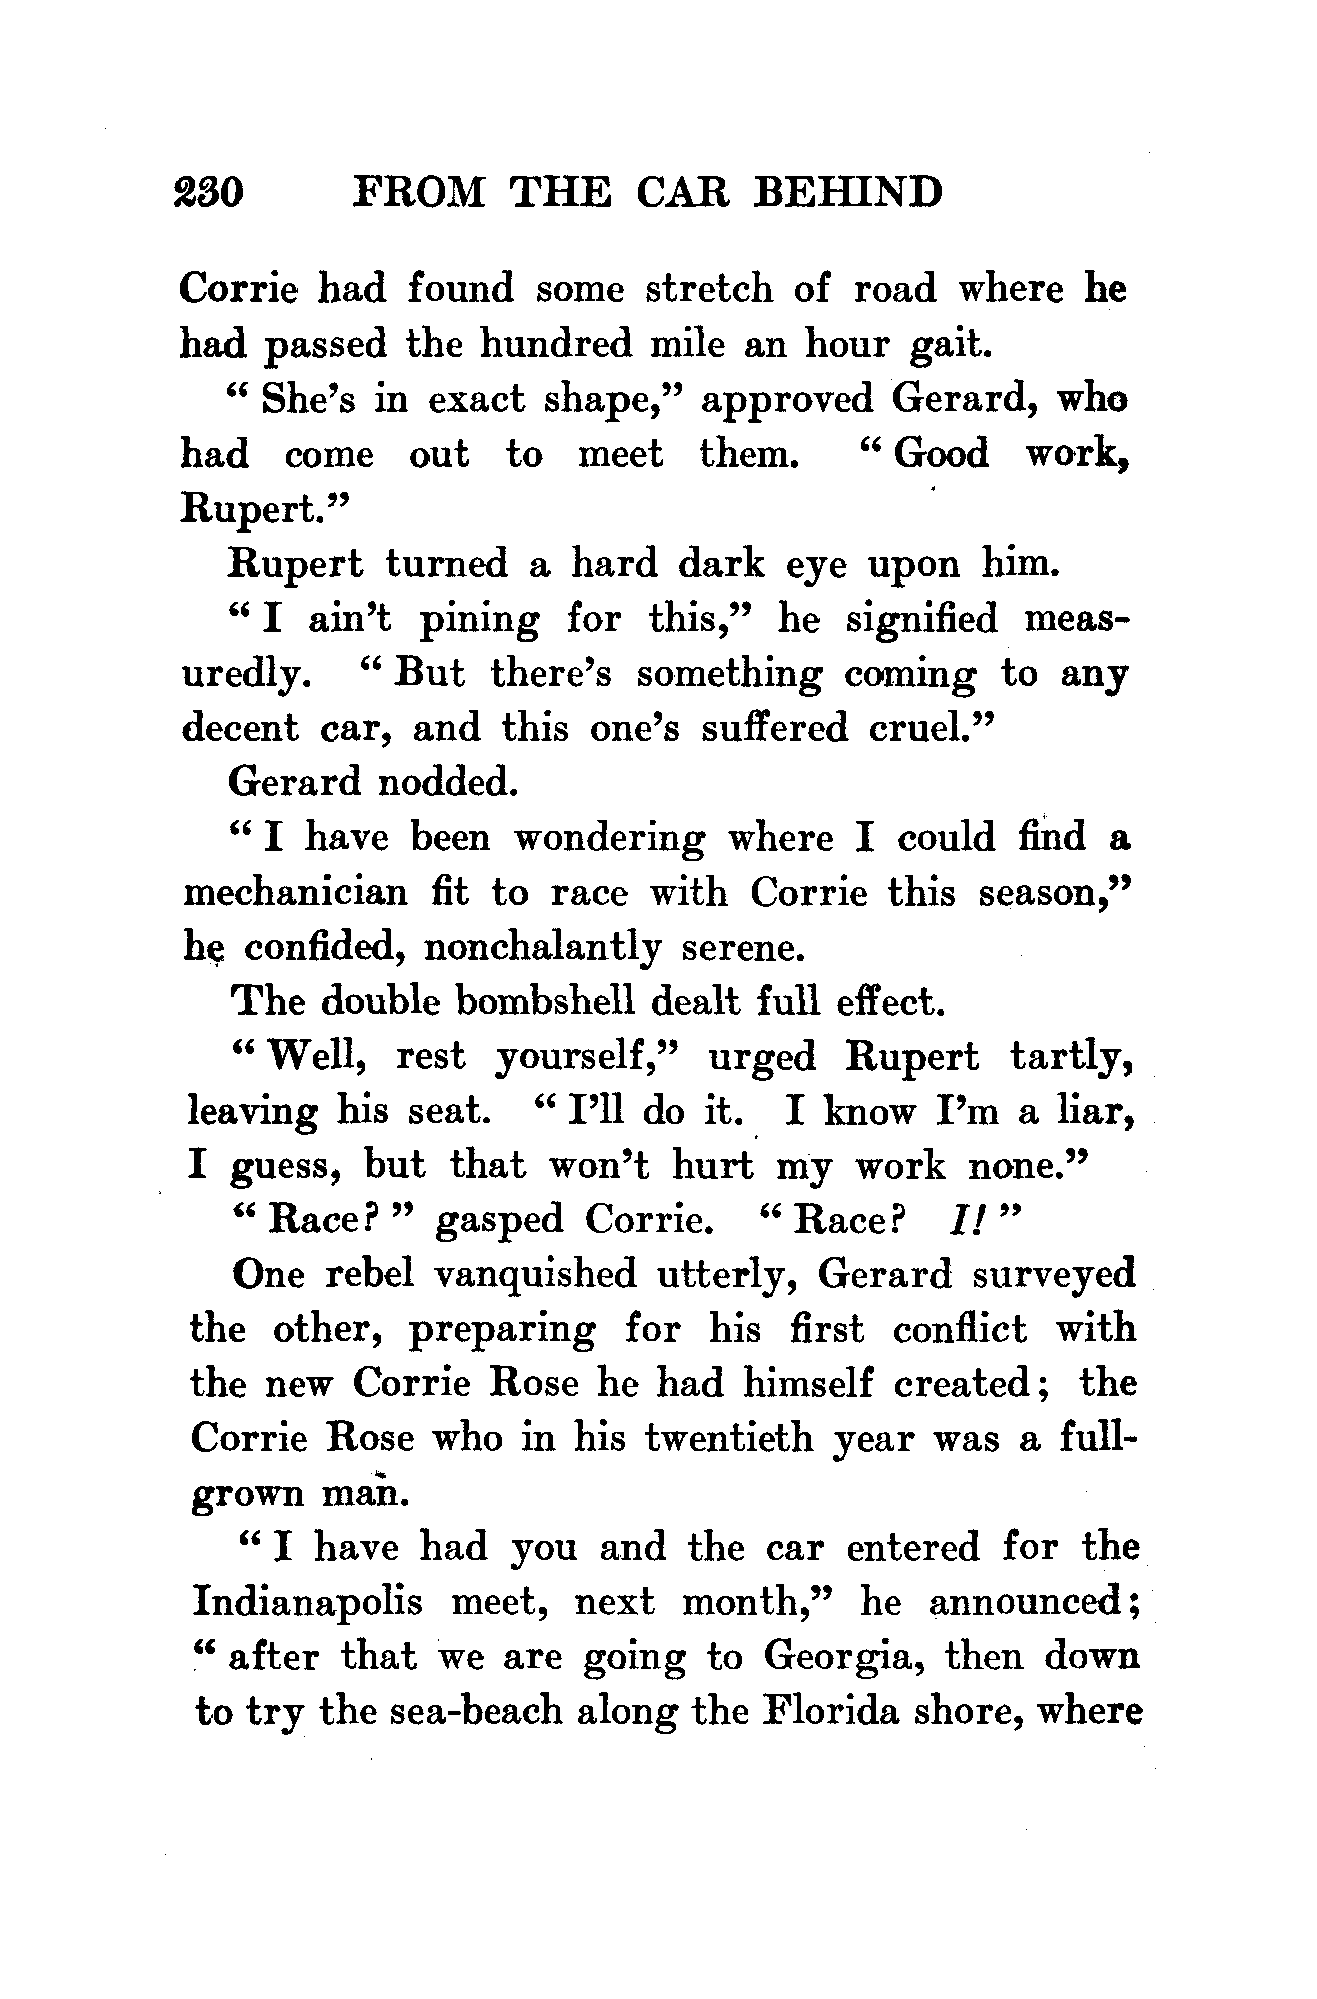 230 FROM THE CAR BEHIND
Corrie had found some stretch of road where he
had passed the hundred mile an hour gait.
“ She’s in exact shape,” approved Gerard, who
had come out to meet them. “ Good work,
Rupert.”
Rupert turned a hard dark eye upon him.
“ I ain’t pining for this,” he signified meas-
uredly. “ But there’s something coming to any
decent car, and this one’s suffered cruel.”
Gerard nodded.
“ I have been wondering where I could find a
mechanician fit to race with Corrie this season,”
he confided, nonchalantly serene.
The double bombshell dealt full effect.
“ Well, rest yourself,” urged Rupert tartly,
leaving his seat. “ I’ll do it. I know I’m a liar,
I guess, but that won’t hurt my work none.”
“ Race? ” gasped Corrie. “ Race? I! ”
One rebel vanquished utterly, Gerard surveyed
the other, preparing for his first conflict with
the new Corrie Rose he had himself created; the
Corrie Rose who in his twentieth year was a full-
grown man.
“ I have had you and the car entered for the
Indianapolis meet, next month,” he announced;
“ after that we are going to Georgia, then down
to try the sea-beach along the Florida shore, where